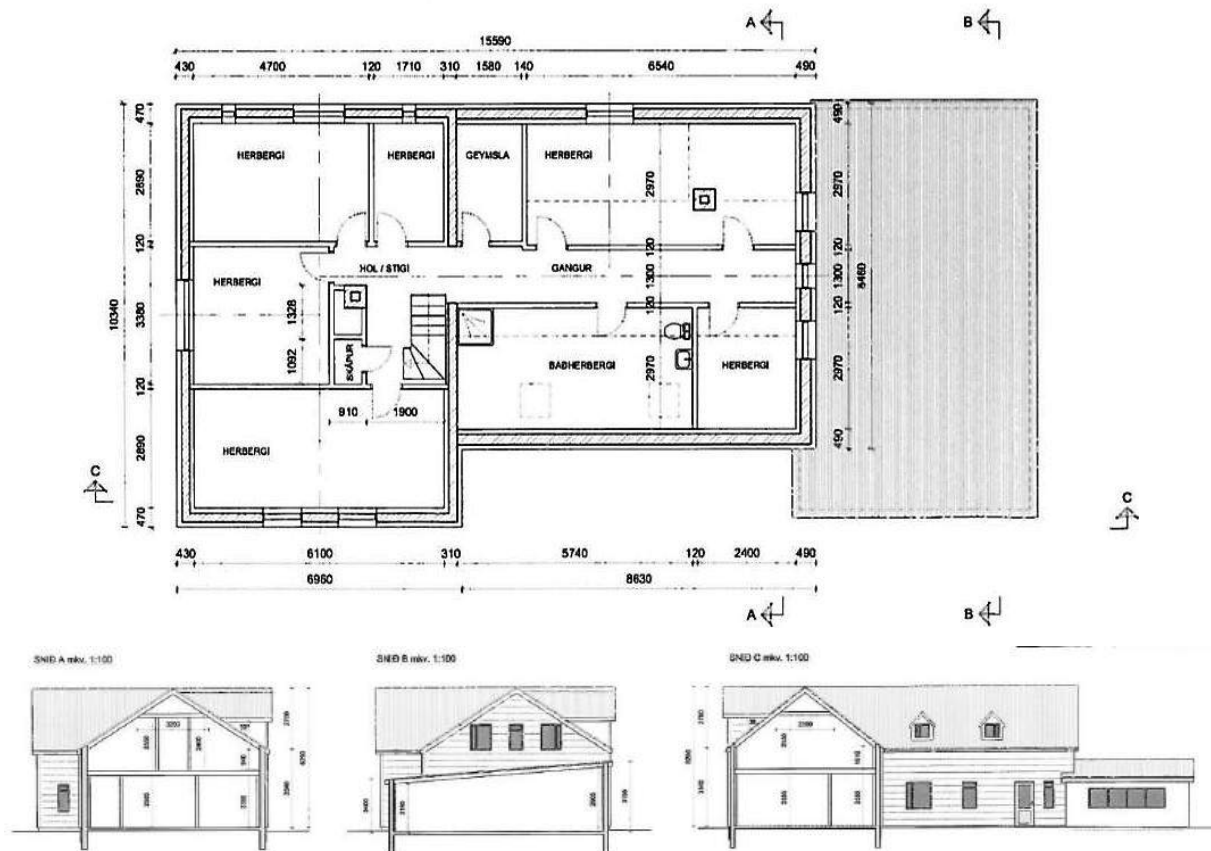 A B
15590
430 4700 120 1710 310 1580 140 6540 490
470 2890 120 3380 120 2890 470
10340
HERBERGI HERBERGI GEYMSLA HERBERGI
490 2970 120 1300 120 2970 490
8460
2970 120 1300 120 2970
HERBERGI HOL / STIGI GANGUR
1328
1092
SKÁPUR
BAÐHERBERGI HERBERGI
910 1900
HERBERGI
C C
430 6100 310 5740 120 2400 490
6960 8630
A B
SNIÐ A mkv. 1:100 SNIÐ B mkv. 1:100 SNIÐ C mkv. 1:100